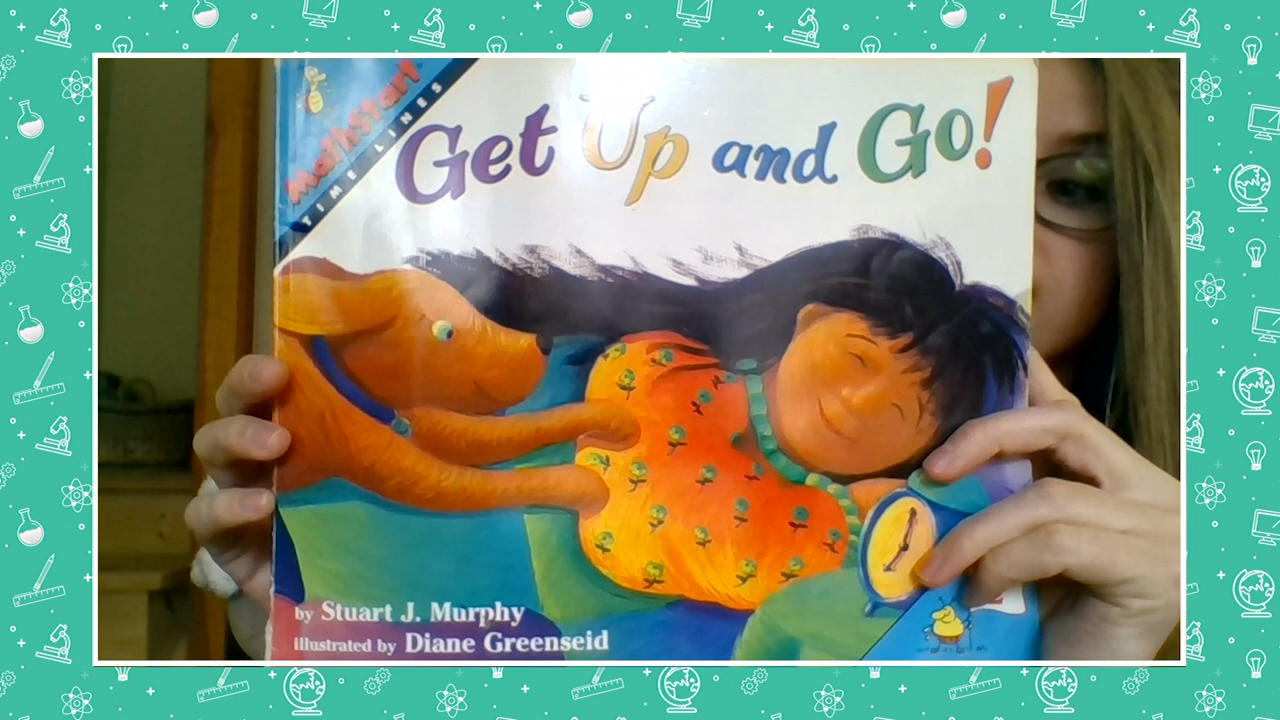 MathStart
TIME LINES
Get Up and Go!
by Stuart J. Murphy
illustrated by Diane Greenseid